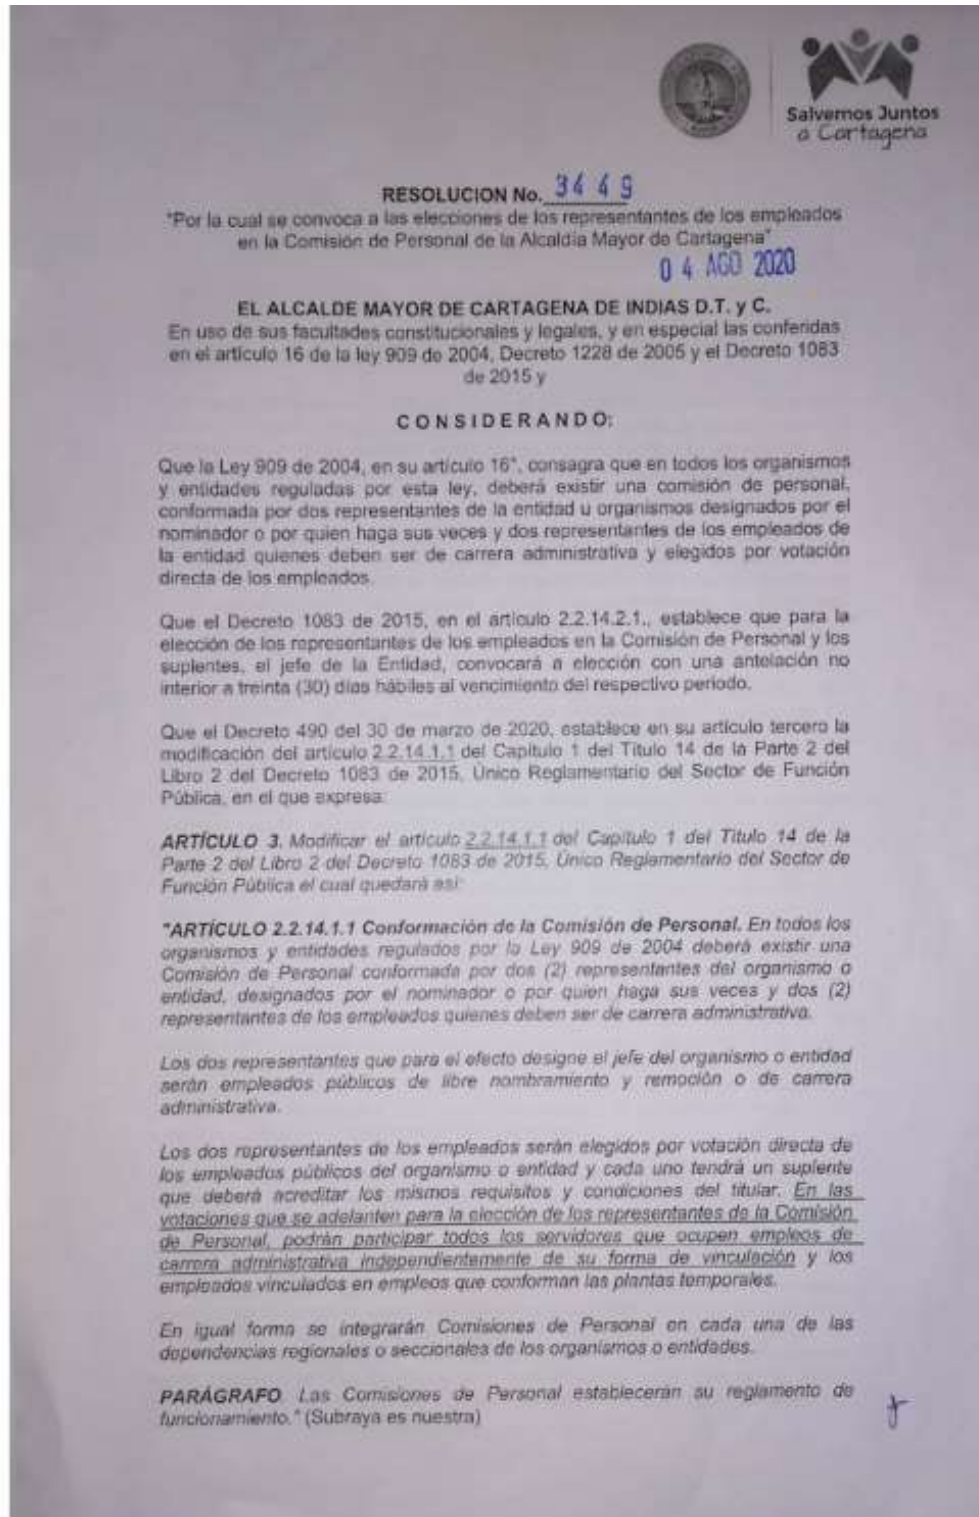 Salvemos Juntos
a Cartagena
RESOLUCION No. 3449
"Por la cual se convoca a las elecciones de los representantes de los empleados
en la Comisión de Personal de la Alcaldía Mayor de Cartagena"
04 AGO 2020
EL ALCALDE MAYOR DE CARTAGENA DE INDIAS D.T. y C.
En uso de sus facultades constitucionales y legales, y en especial las conferidas
en el artículo 16 de la ley 909 de 2004, Decreto 1228 de 2005 y el Decreto 1083
de 2015 y
CONSIDERANDO:
Que la Ley 909 de 2004, en su artículo 16°, consagra que en todos los organismos
y entidades reguladas por esta ley, deberá existir una comisión de personal,
conformada por dos representantes de la entidad u organismos designados por el
nominador o por quien haga sus veces y dos representantes de los empleados de
la entidad quienes deben ser de carrera administrativa y elegidos por votación
directa de los empleados.
Que el Decreto 1083 de 2015, en el artículo 2.2.14.2.1., establece que para la
elección de los representantes de los empleados en la Comisión de Personal y los
suplentes, el jefe de la Entidad, convocará a elección con una antelación no
interior a treinta (30) días hábiles al vencimiento del respectivo periodo.
Que el Decreto 490 del 30 de marzo de 2020, establece en su artículo tercero la
modificación del artículo 2.2.14.1.1 del Capítulo 1 del Título 14 de la Parte 2 del
Libro 2 del Decreto 1083 de 2015, Único Reglamentario del Sector de Función
Pública, en el que expresa:
ARTÍCULO 3. Modificar el artículo 2.2.14.1.1 del Capítulo 1 del Título 14 de la
Parte 2 del Libro 2 del Decreto 1083 de 2015, Único Reglamentario del Sector de
Función Pública el cual quedará así:
"ARTÍCULO 2.2.14.1.1 Conformación de la Comisión de Personal. En todos los
organismos y entidades regulados por la Ley 909 de 2004 deberá existir una
Comisión de Personal conformada por dos (2) representantes del organismo o
entidad, designados por el nominador o por quien haga sus veces y dos (2)
representantes de los empleados quienes deben ser de carrera administrativa.
Los dos representantes que para el efecto designe el jefe del organismo o entidad
serán empleados públicos de libre nombramiento y remoción o de carrera
administrativa.
Los dos representantes de los empleados serán elegidos por votación directa de
los empleados públicos del organismo o entidad y cada uno tendrá un suplente
que deberá acreditar los mismos requisitos y condiciones del titular. En las
votaciones que se adelanten para la elección de los representantes de la Comisión
de Personal, podrán participar todos los servidores que ocupen empleos de
carrera administrativa independientemente de su forma de vinculación y los
empleados vinculados en empleos que conforman las plantas temporales.
En igual forma se integrarán Comisiones de Personal en cada una de las
dependencias regionales o seccionales de los organismos o entidades.
PARÁGRAFO. Las Comisiones de Personal establecerán su reglamento de
funcionamiento." (Subraya es nuestra)